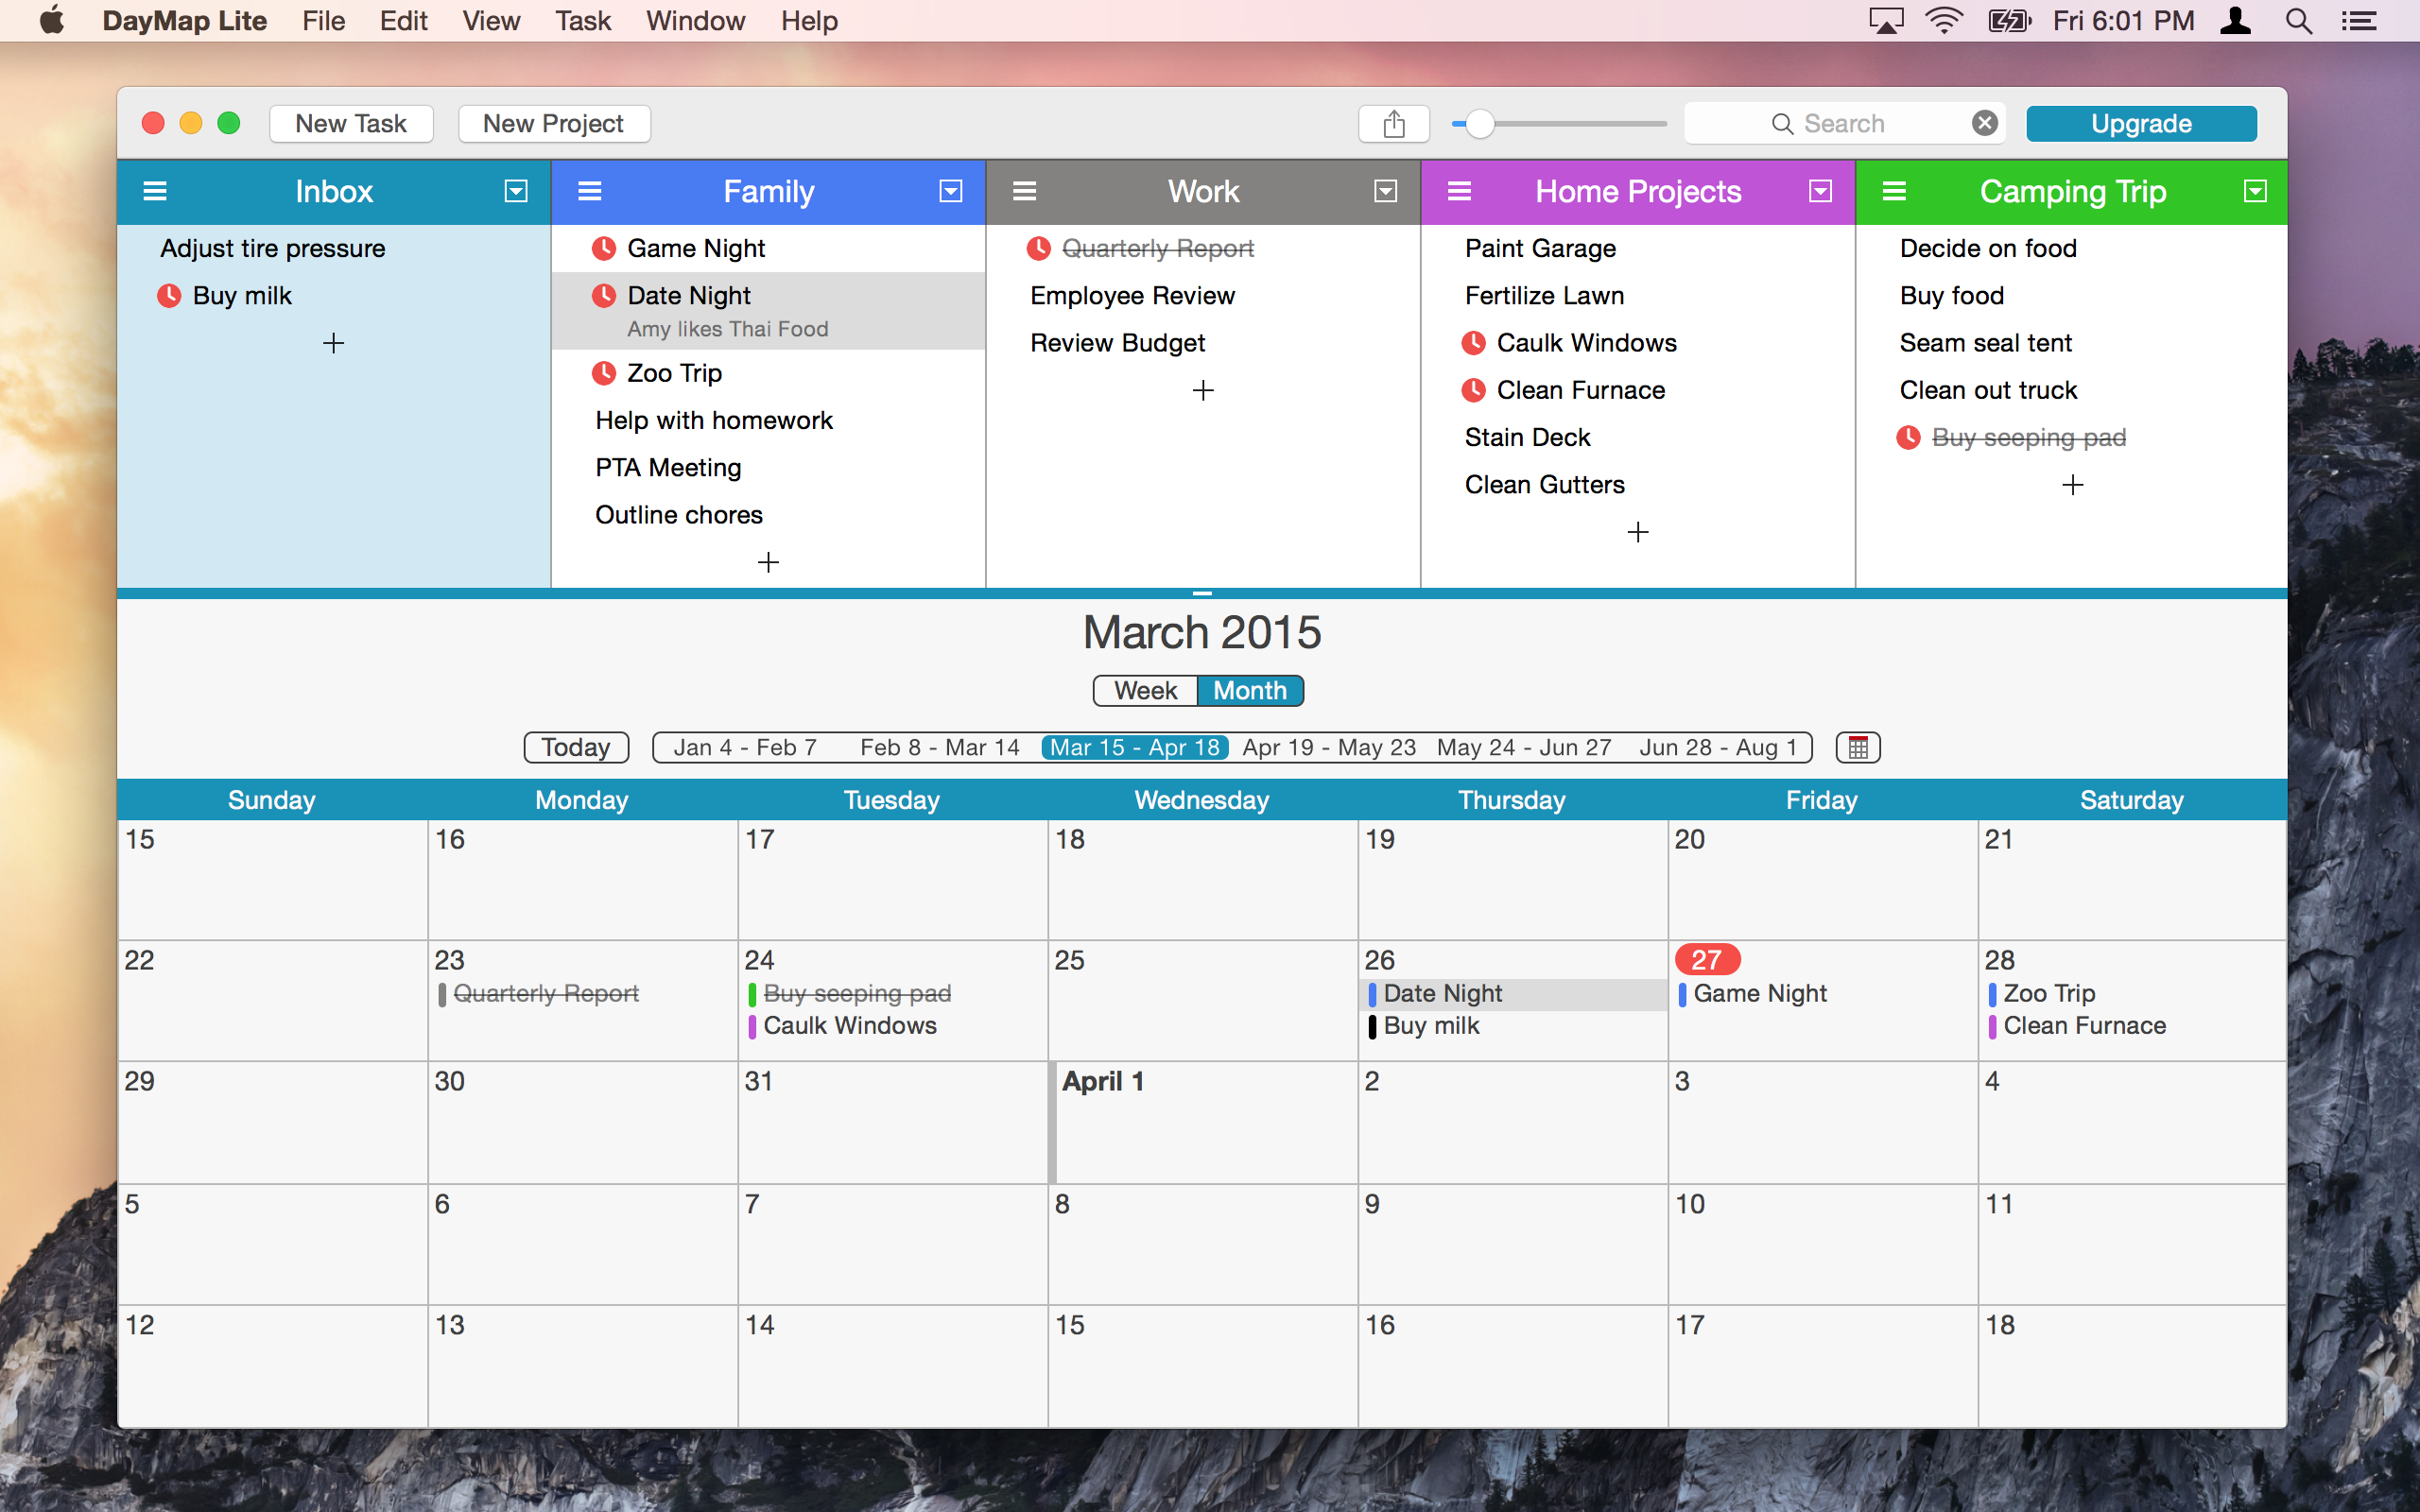 DayMap Lite File Edit View Task Window Help Fri 6:01 PM
New Task New Project Search Upgrade
Inbox
Adjust tire pressure
Buy milk
+
Family
Game Night
Date Night
Amy likes Thai Food
Zoo Trip
Help with homework
PTA Meeting
Outline chores
+
Work
Quarterly Report
Employee Review
Review Budget
+
Home Projects
Paint Garage
Fertilize Lawn
Caulk Windows
Clean Furnace
Stain Deck
Clean Gutters
+
Camping Trip
Decide on food
Buy food
Seam seal tent
Clean out truck
Buy seeping pad
+
March 2015
Week Month
Today Jan 4 - Feb 7 Feb 8 - Mar 14 Mar 15 - Apr 18 Apr 19 - May 23 May 24 - Jun 27 Jun 28 - Aug 1
Sunday Monday Tuesday Wednesday Thursday Friday Saturday
15 16 17 18 19 20 21
22 23 24 25 26 27 28
Quarterly Report Buy seeping pad Date Night Game Night Zoo Trip
Caulk Windows Buy milk Clean Furnace
29 30 31 April 1 2 3 4
5 6 7 8 9 10 11
12 13 14 15 16 17 18